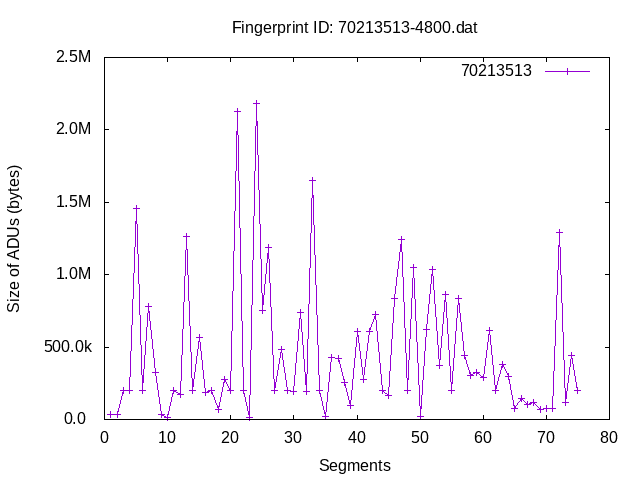 Fingerprint ID: 70213513-4800.dat
70213513
2.5M
2.0M
1.5M
1.0M
500.0k
0.0
Size of ADUs (bytes)
0 10 20 30 40 50 60 70 80
Segments